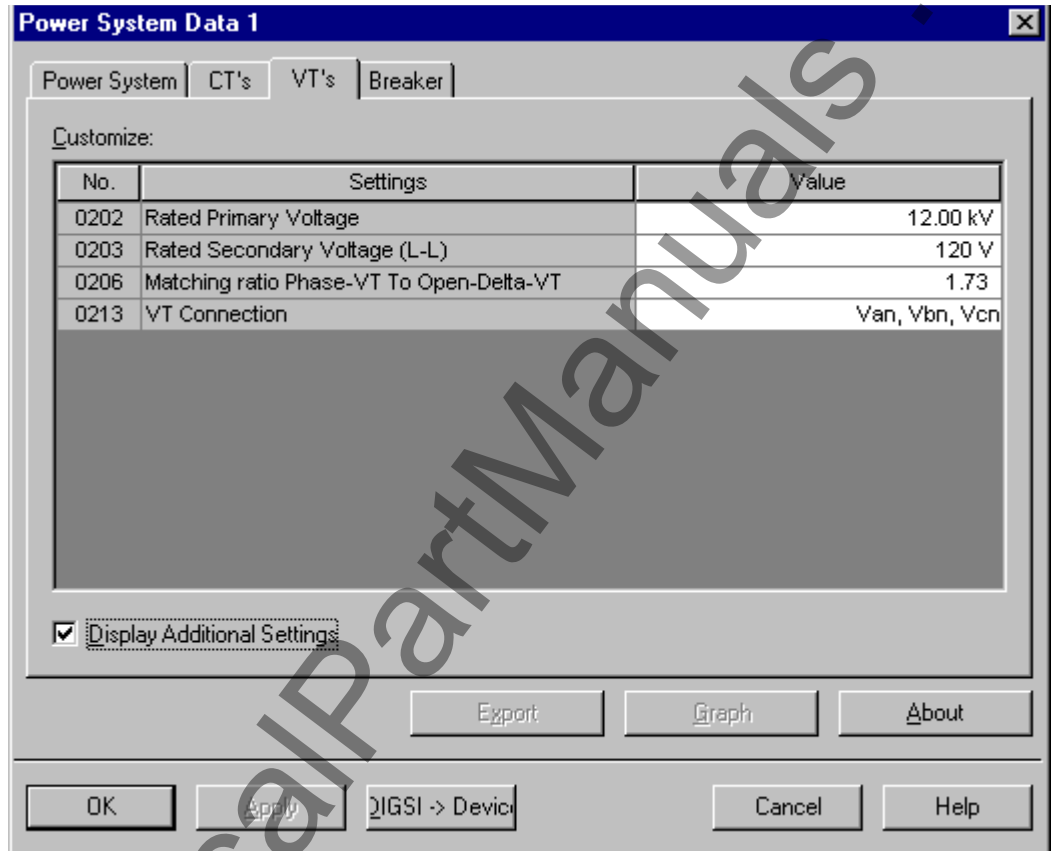 Power System Data 1
Power System CT's VT's Breaker
Customize:
No. Settings Value
0202 Rated Primary Voltage 12.00 kV
0203 Rated Secondary Voltage (L-L) 120 V
0206 Matching ratio Phase-VT To Open-Delta-VT 1.73
0213 VT Connection Van, Vbn, Vcn
Display Additional Settings
Export Graph About
OK Apply DIGSI -> Device Cancel Help
calPartManuals